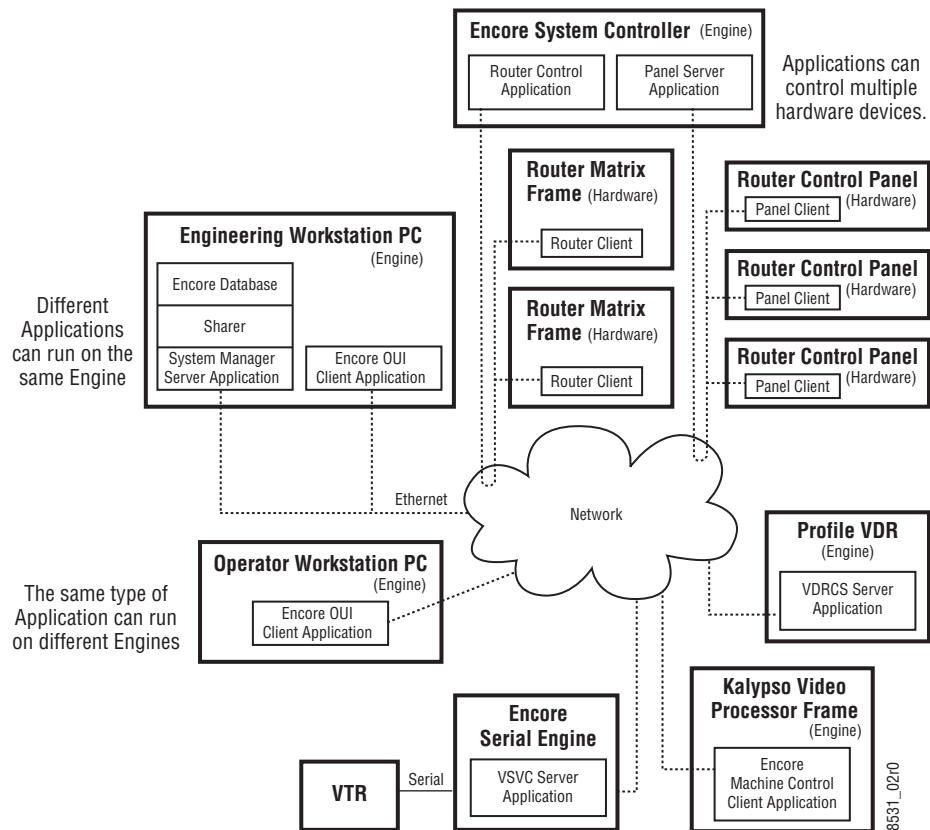 Encore System Controller (Engine)
Router Control
Application
Panel Server
Application
Applications can
control multiple
hardware devices.
Router Matrix
Frame (Hardware)
Router Client
Router Control Panel
(Hardware)
Panel Client
Engineering Workstation PC
(Engine)
Encore Database
Sharer
System Manager
Server Application
Encore OUI
Client Application
Different
Applications
can run on the
same Engine
Router Control Panel
(Hardware)
Panel Client
Router Matrix
Frame (Hardware)
Router Client
Router Control Panel
(Hardware)
Panel Client
Ethernet
Network
Operator Workstation PC
(Engine)
Encore OUI
Client Application
The same type of
Application can run
on different Engines
Profile VDR
(Engine)
VDRCS Server
Application
Kalypso Video
Processor Frame
(Engine)
Encore
Machine Control
Client Application
Encore
Serial Engine
VSVC Server
Application
Serial
VTR
8531_02r0